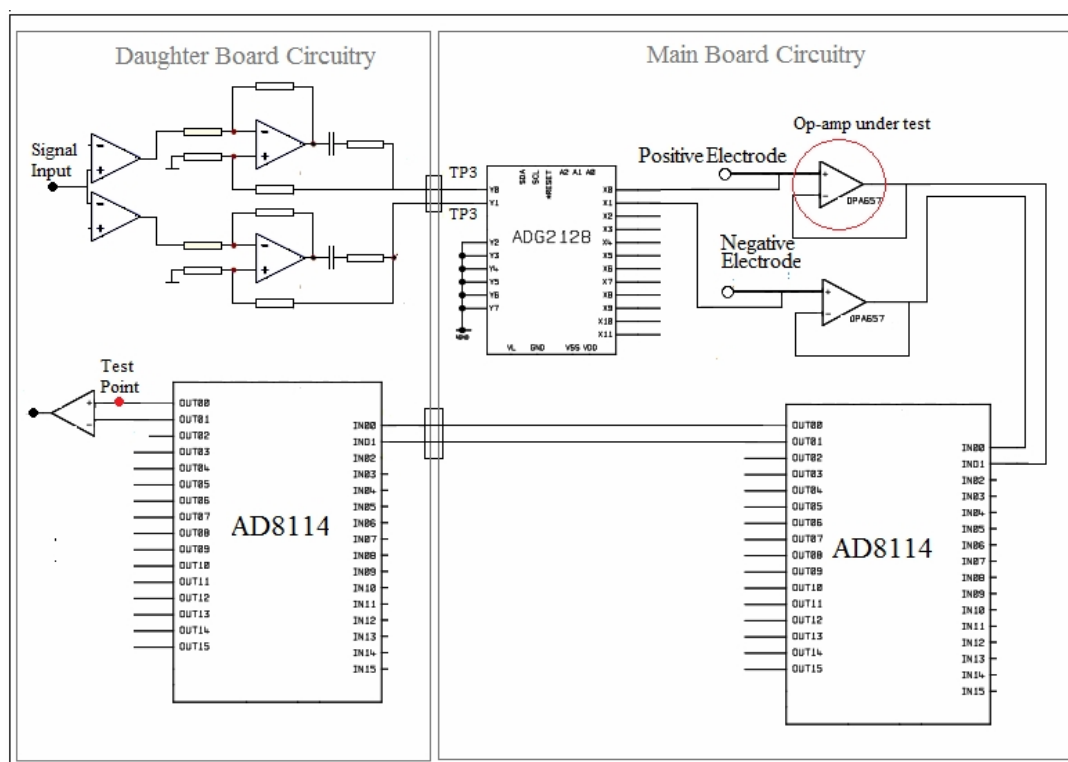 Daughter Board Circuitry
Main Board Circuitry
Signal
Input
Op-amp under test
Positive Electrode
OPA657
Negative
Electrode
OPA657
TP3
TP3
SDA
SCL
A2 A1 A0
Y0
Y1
Y2
Y3
Y4
Y5
Y6
Y7
ADG2128
X0
X1
X2
X3
X4
X5
X6
X7
X8
X9
X10
X11
VL
GND
VSS VDD
Test
Point
OUT00
OUT01
OUT02
OUT03
OUT04
OUT05
OUT06
OUT07
OUT08
OUT09
OUT10
OUT11
OUT12
OUT13
OUT14
OUT15
AD8114
IN00
IN01
IN02
IN03
IN04
IN05
IN06
IN07
IN08
IN09
IN10
IN11
IN12
IN13
IN14
IN15
OUT00
OUT01
OUT02
OUT03
OUT04
OUT05
OUT06
OUT07
OUT08
OUT09
OUT10
OUT11
OUT12
OUT13
OUT14
OUT15
AD8114
IN00
IN01
IN02
IN03
IN04
IN05
IN06
IN07
IN08
IN09
IN10
IN11
IN12
IN13
IN14
IN15